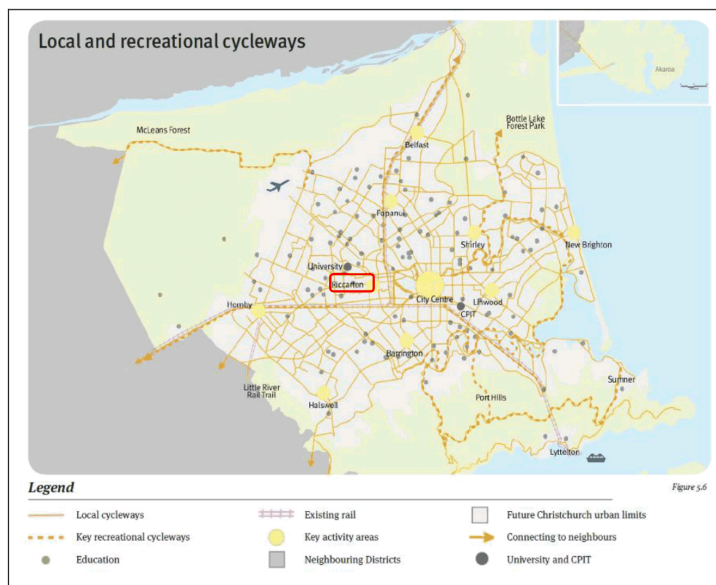 Local and recreational cycleways
Akaroa
McLeans Forest
Bottle Lake
Forest Park
Belfast
Papanui
Shirley
New Brighton
University
Riccarton
City Centre
Linwood
Hornby
CPIT
Barrington
Little River
Rail Trail
Halswell
Port Hills
Sumner
Lyttelton
Legend
Figure 5.6
Local cycleways
Existing rail
Future Christchurch urban limits
Key recreational cycleways
Key activity areas
Connecting to neighbours
Education
Neighbouring Districts
University and CPIT